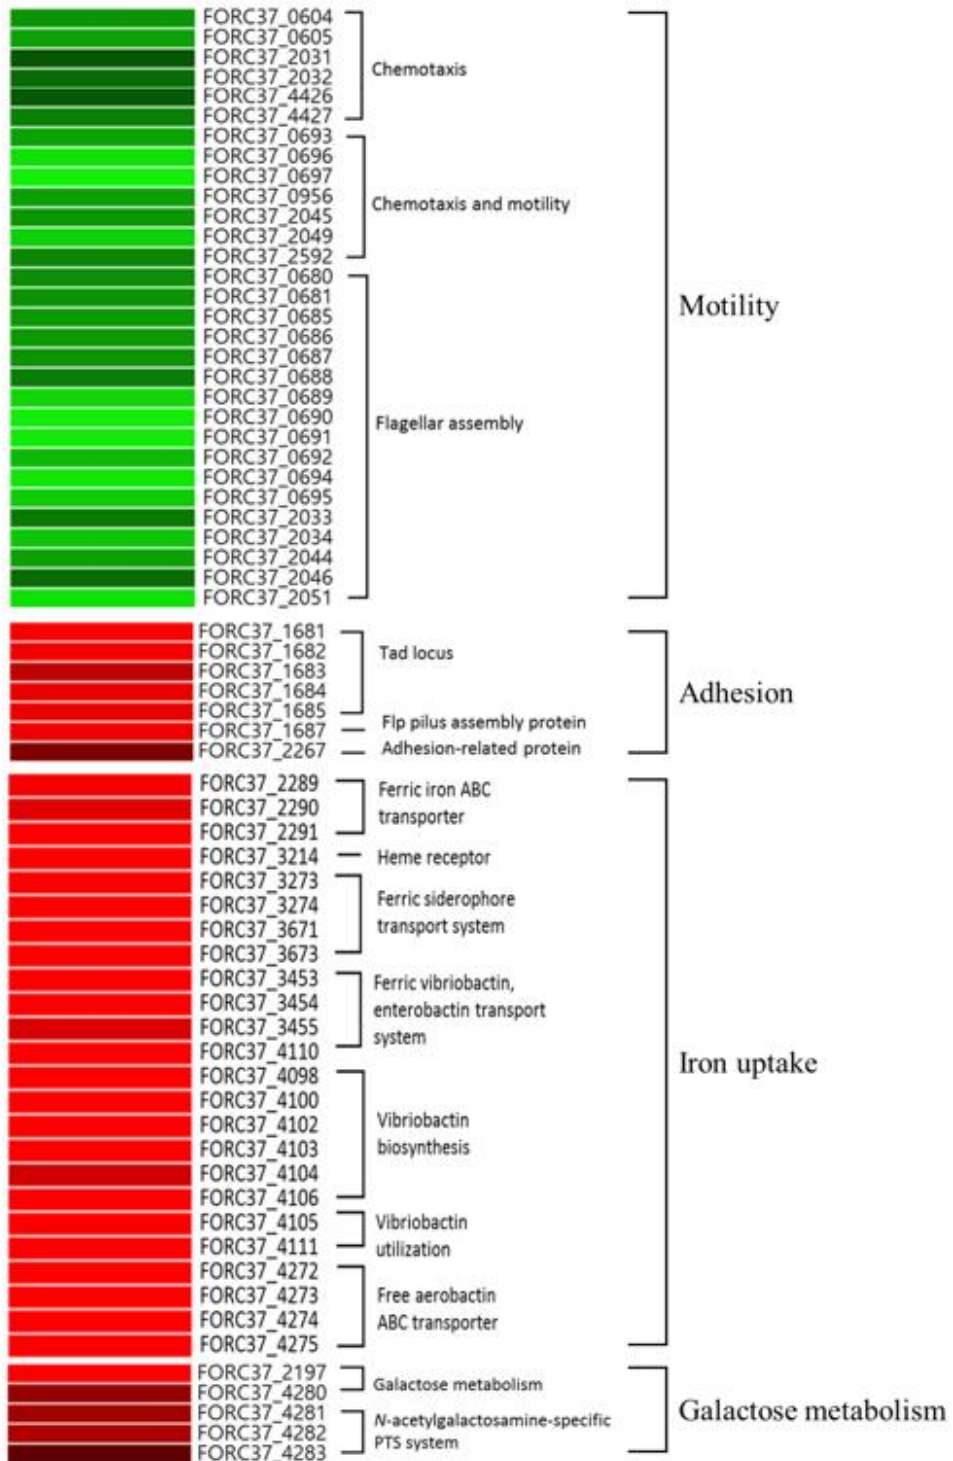 FORC37_0604
FORC37_0605
FORC37_2031
FORC37_2032
FORC37_4426
FORC37_4427
Chemotaxis
FORC37_0693
FORC37_0696
FORC37_0697
FORC37_0956
FORC37_2045
FORC37_2049
FORC37_2592
Chemotaxis and motility
FORC37_0680
FORC37_0681
FORC37_0685
FORC37_0686
FORC37_0687
FORC37_0688
FORC37_0689
FORC37_0690
FORC37_0691
FORC37_0692
FORC37_0694
FORC37_0695
FORC37_2033
FORC37_2034
FORC37_2044
FORC37_2046
FORC37_2051
Flagellar assembly
Motility
FORC37_1681
FORC37_1682
FORC37_1683
FORC37_1684
FORC37_1685
Tad locus
FORC37_1687
Flp pilus assembly protein
FORC37_2267
Adhesion-related protein
Adhesion
FORC37_2289
FORC37_2290
FORC37_2291
Ferric iron ABC
transporter
FORC37_3214
Heme receptor
FORC37_3273
FORC37_3274
FORC37_3671
FORC37_3673
Ferric siderophore
transport system
FORC37_3453
FORC37_3454
FORC37_3455
FORC37_4110
Ferric vibriobactin,
enterobactin transport
system
FORC37_4098
FORC37_4100
FORC37_4102
FORC37_4103
FORC37_4104
FORC37_4106
Vibriobactin
biosynthesis
FORC37_4105
FORC37_4111
Vibriobactin
utilization
FORC37_4272
FORC37_4273
FORC37_4274
FORC37_4275
Free aerobactin
ABC transporter
Iron uptake
FORC37_2197
FORC37_4280
Galactose metabolism
FORC37_4281
FORC37_4282
FORC37_4283
N-acetylgalactosamine-specific
PTS system
Galactose metabolism